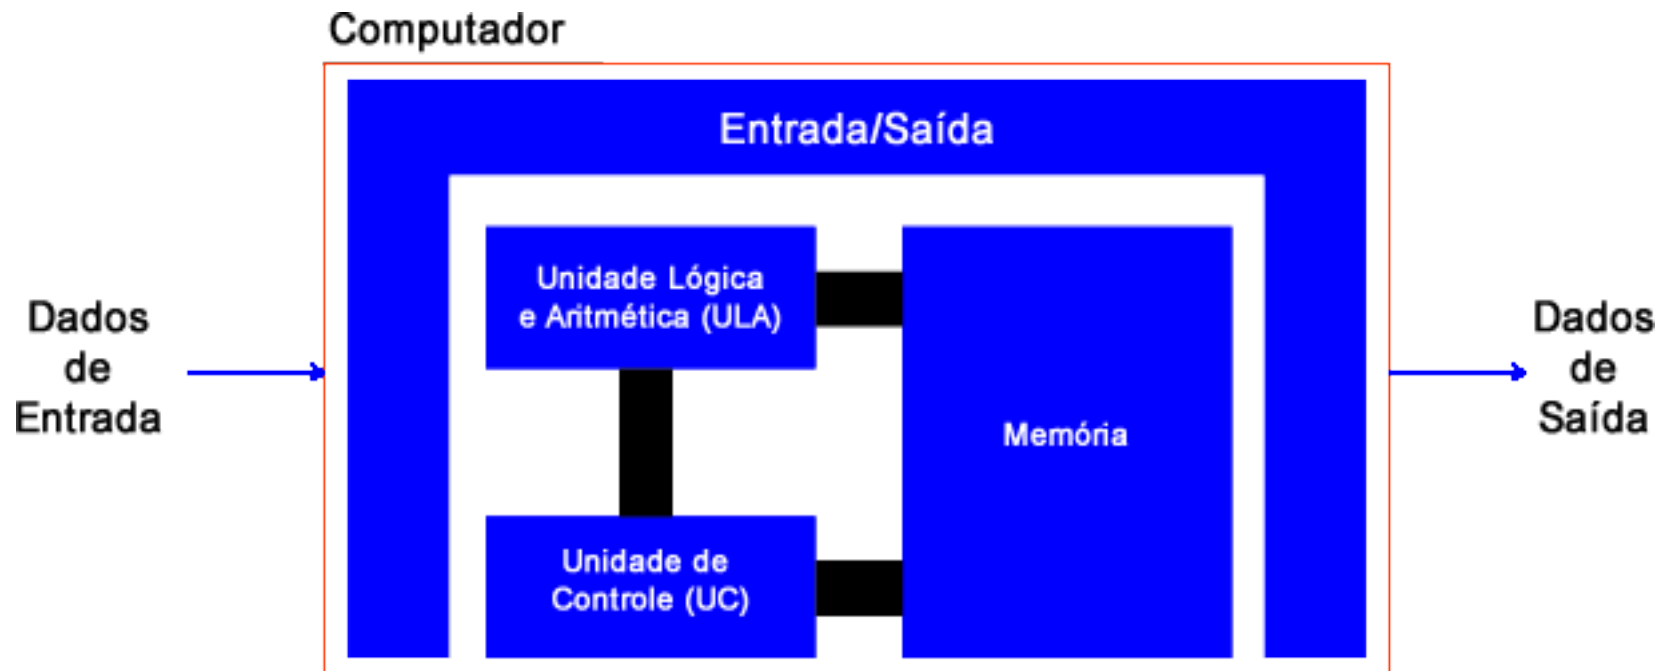 Computador
Entrada/Saída
Unidade Lógica
e Aritmética (ULA)
Dados
de
Entrada
Memória
Dados
de
Saída
Unidade de
Controle (UC)